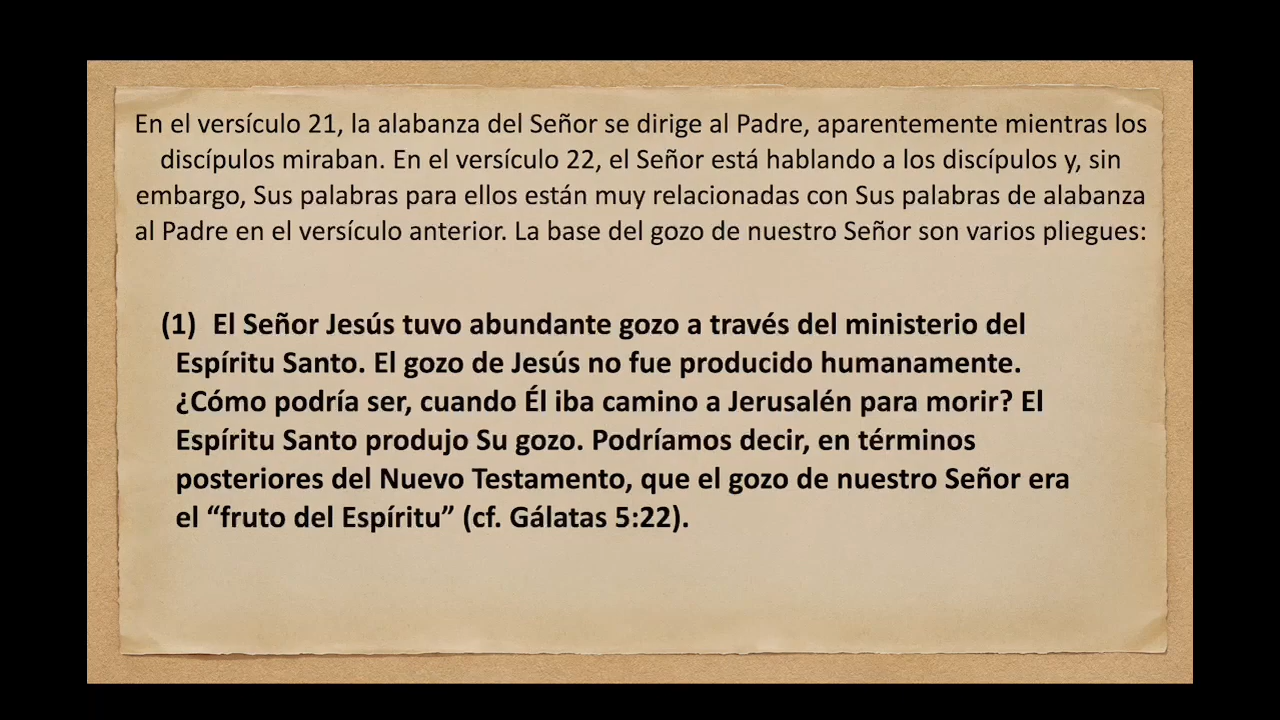 En el versículo 21, la alabanza del Señor se dirige al Padre, aparentemente mientras los
discípulos miraban. En el versículo 22, el Señor está hablando a los discípulos y, sin
embargo, Sus palabras para ellos están muy relacionadas con Sus palabras de alabanza
al Padre en el versículo anterior. La base del gozo de nuestro Señor son varios pliegues:
(1) El Señor Jesús tuvo abundante gozo a través del ministerio del
Espíritu Santo. El gozo de Jesús no fue producido humanamente.
¿Cómo podría ser, cuando Él iba camino a Jerusalén para morir? El
Espíritu Santo produjo Su gozo. Podríamos decir, en términos
posteriores del Nuevo Testamento, que el gozo de nuestro Señor era
el “fruto del Espíritu” (cf. Gálatas 5:22).